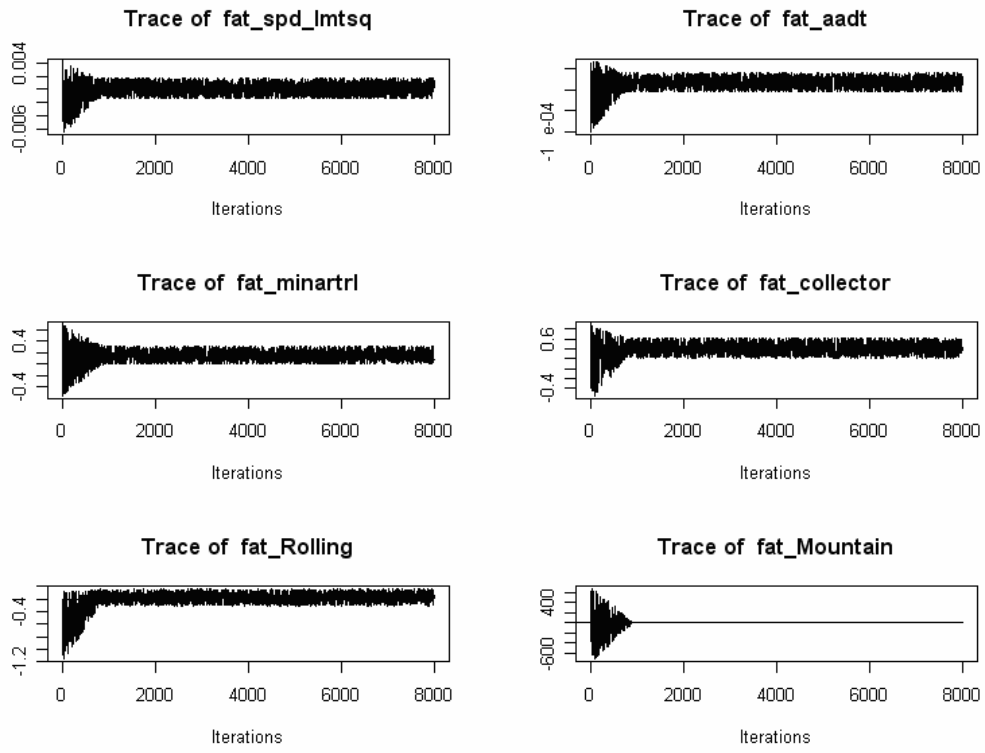 Trace of fat_spd_lmtsq
0.004
-0.006
0 2000 4000 6000 8000
Iterations
Trace of fat_aadt
-1 e-04
0 2000 4000 6000 8000
Iterations
Trace of fat_minartrl
0.4
-0.4
0 2000 4000 6000 8000
Iterations
Trace of fat_collector
0.6
-0.4
0 2000 4000 6000 8000
Iterations
Trace of fat_Rolling
-0.4
-1.2
0 2000 4000 6000 8000
Iterations
Trace of fat_Mountain
400
-600
0 2000 4000 6000 8000
Iterations